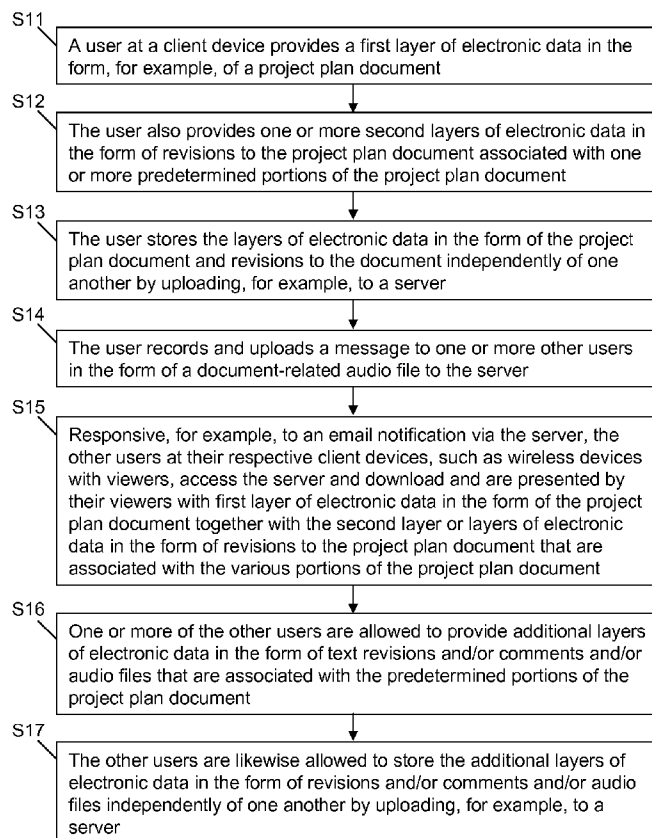 S11
A user at a client device provides a first layer of electronic data in the
form, for example, of a project plan document
S12
The user also provides one or more second layers of electronic data in
the form of revisions to the project plan document associated with one
or more predetermined portions of the project plan document
S13
The user stores the layers of electronic data in the form of the project
plan document and revisions to the document independently of one
another by uploading, for example, to a server
S14
The user records and uploads a message to one or more other users
in the form of a document-related audio file to the server
S15
Responsive, for example, to an email notification via the server, the
other users at their respective client devices, such as wireless devices
with viewers, access the server and download and are presented by
their viewers with first layer of electronic data in the form of the project
plan document together with the second layer or layers of electronic
data in the form of revisions to the project plan document that are
associated with the various portions of the project plan document
S16
One or more of the other users are allowed to provide additional layers
of electronic data in the form of text revisions and/or comments and/or
audio files that are associated with the predetermined portions of the
project plan document
S17
The other users are likewise allowed to store the additional layers of
electronic data in the form of revisions and/or comments and/or audio
files independently of one another by uploading, for example, to a
server